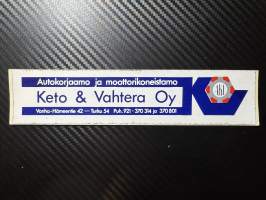 Autokorjaamo ja moottorikoneistamo
Keto & Vahtera Oy
Vanha-Hämeentie 42 — Turku 54 Puh. 921 - 370 314 ja 370 801